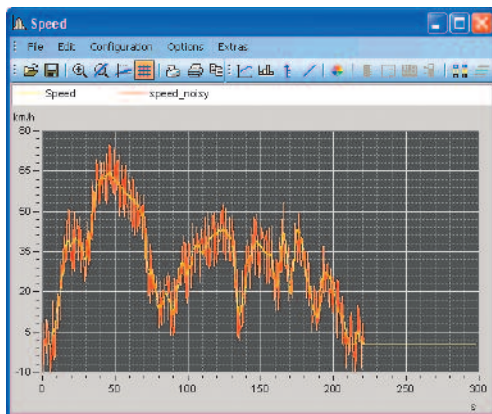 Speed
File Edit Configuration Options Extras
Speed speed_noisy
km/h
80
65
50
35
20
5
-10
0 50 100 150 200 250 300
s